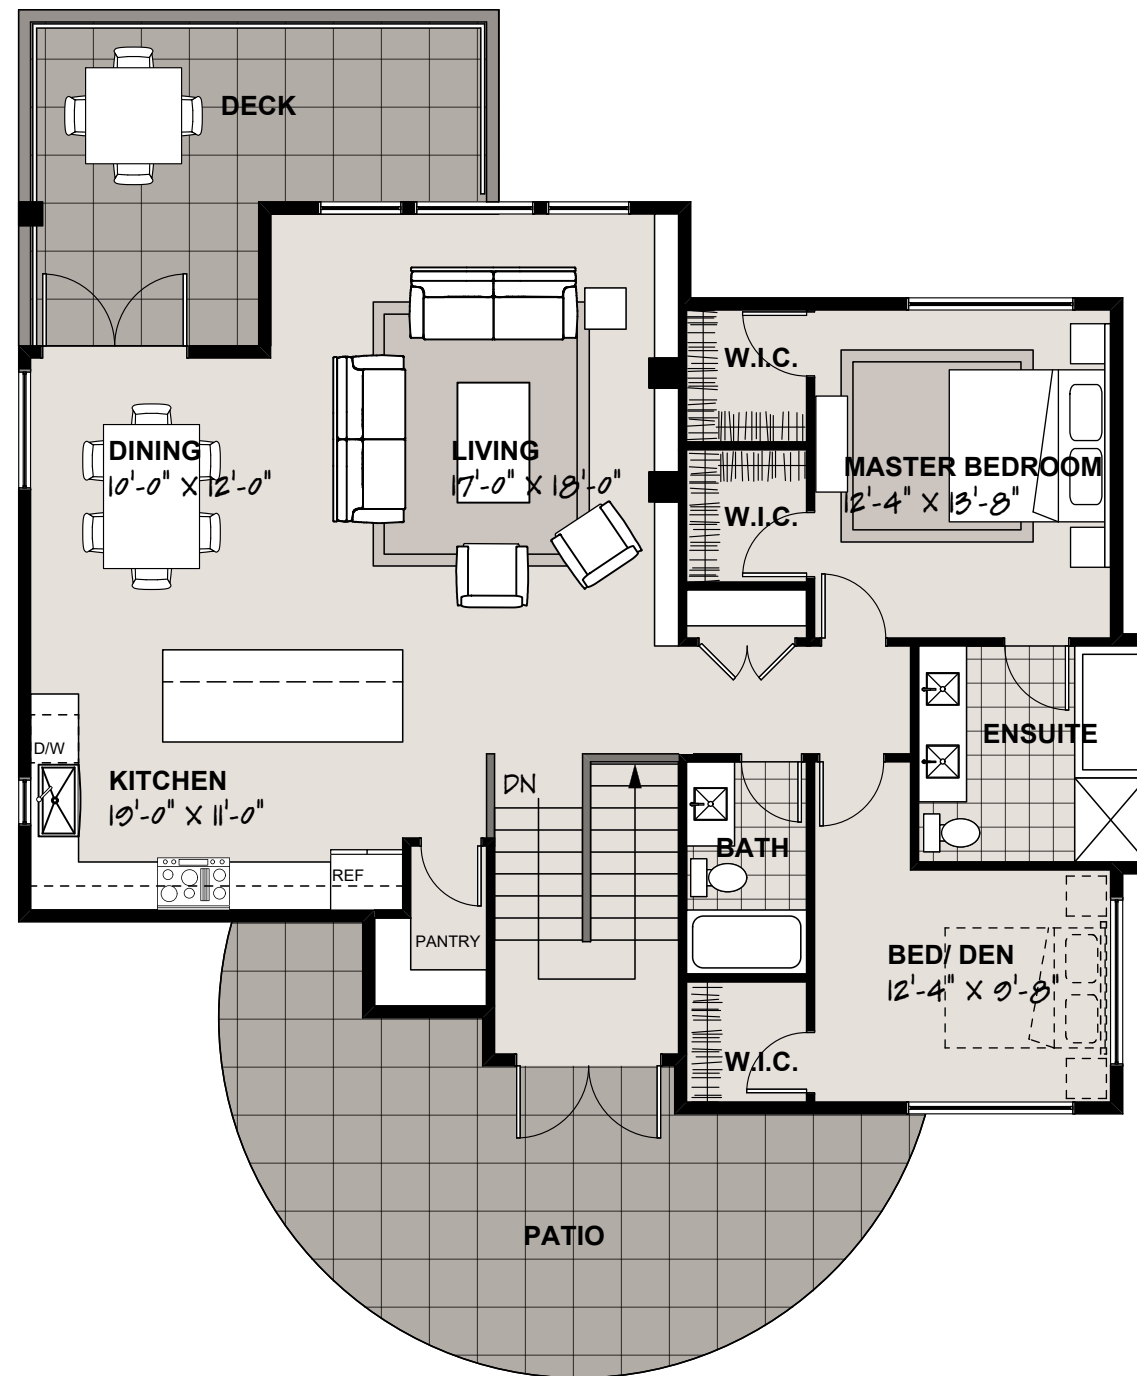 DECK
W.I.C.
DINING
10'-0" X 12'-0"
LIVING
17'-0" X 18'-0"
MASTER BEDROOM
12'-4" X 13'-8"
W.I.C.
ENSUITE
D/W
KITCHEN
19'-0" X 11'-0"
DN
BATH
REF
PANTRY
BED/ DEN
12'-4" X 9'-8"
W.I.C.
PATIO